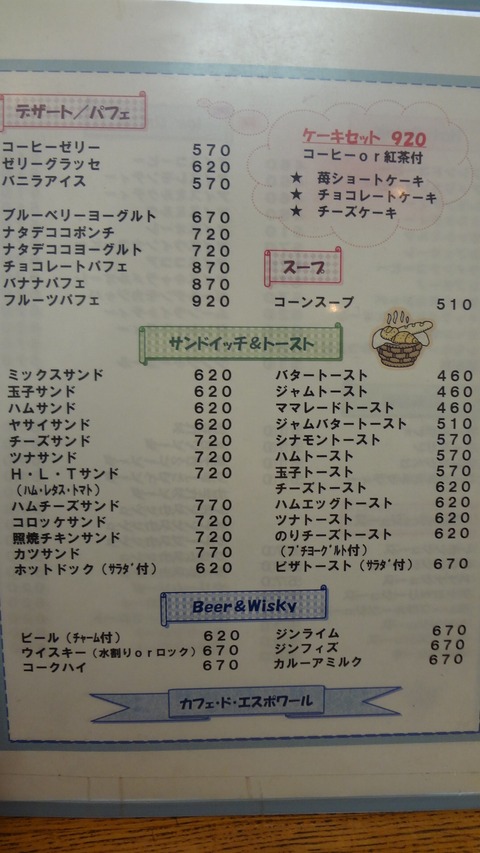 デザート／パフェ
コーヒーゼリー 570
ゼリーグラッセ 620
バニラアイス 570
ブルーベリーヨーグルト 670
ナタデココポンチ 720
ナタデココヨーグルト 720
チョコレートパフェ 870
バナナパフェ 870
フルーツパフェ 920
ケーキセット 920
コーヒーor紅茶付
★ 苺ショートケーキ
★ チョコレートケーキ
★ チーズケーキ
スープ
コーンスープ 510
サンドイッチ＆トースト
ミックスサンド 620
玉子サンド 620
ハムサンド 620
ヤサイサンド 620
チーズサンド 720
ツナサンド 720
H・L・Tサンド 720
（ハム・レタス・トマト）
ハムチーズサンド 770
コロッケサンド 720
照焼チキンサンド 720
カツサンド 770
ホットドック（サラダ付） 620
バタートースト 460
ジャムトースト 460
ママレードトースト 460
ジャムバタートースト 510
シナモントースト 570
ハムトースト 570
玉子トースト 570
チーズトースト 620
ハムエッグトースト 620
ツナトースト 620
のりチーズトースト 620
（プチヨーグルト付）
ピザトースト（サラダ付） 670
Beer＆Wisky
ビール（チャーム付） 620
ウイスキー（水割りorロック） 670
コークハイ 670
ジンライム 670
ジンフィズ 670
カルーアミルク 670
カフェ・ド・エスポワール